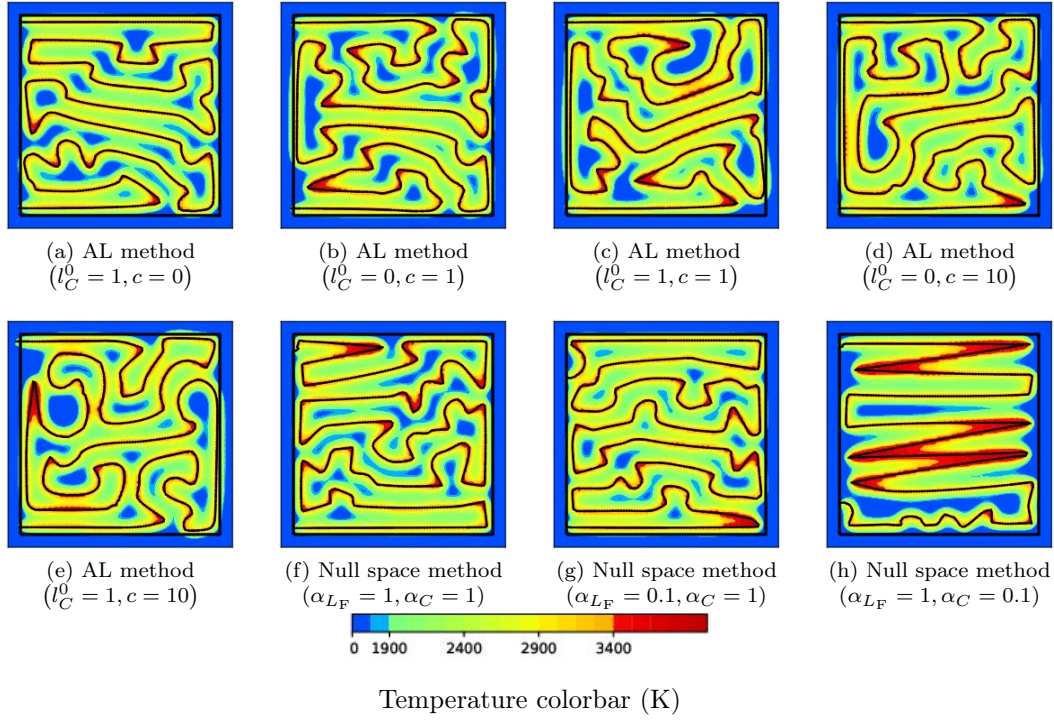 (a) AL method
(l⁰_C = 1, c = 0)
(b) AL method
(l⁰_C = 0, c = 1)
(c) AL method
(l⁰_C = 1, c = 1)
(d) AL method
(l⁰_C = 0, c = 10)
(e) AL method
(l⁰_C = 1, c = 10)
(f) Null space method
(α_{L_F} = 1, α_C = 1)
(g) Null space method
(α_{L_F} = 0.1, α_C = 1)
(h) Null space method
(α_{L_F} = 1, α_C = 0.1)
0 1900 2400 2900 3400
Temperature colorbar (K)